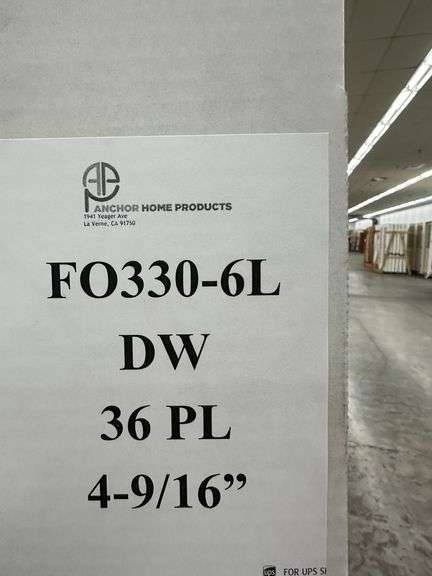 ANCHOR HOME PRODUCTS
1941 Yeager Ave
La Verne, CA 91750
FO330-6L
DW
36 PL
4-9/16”
ups FOR UPS S